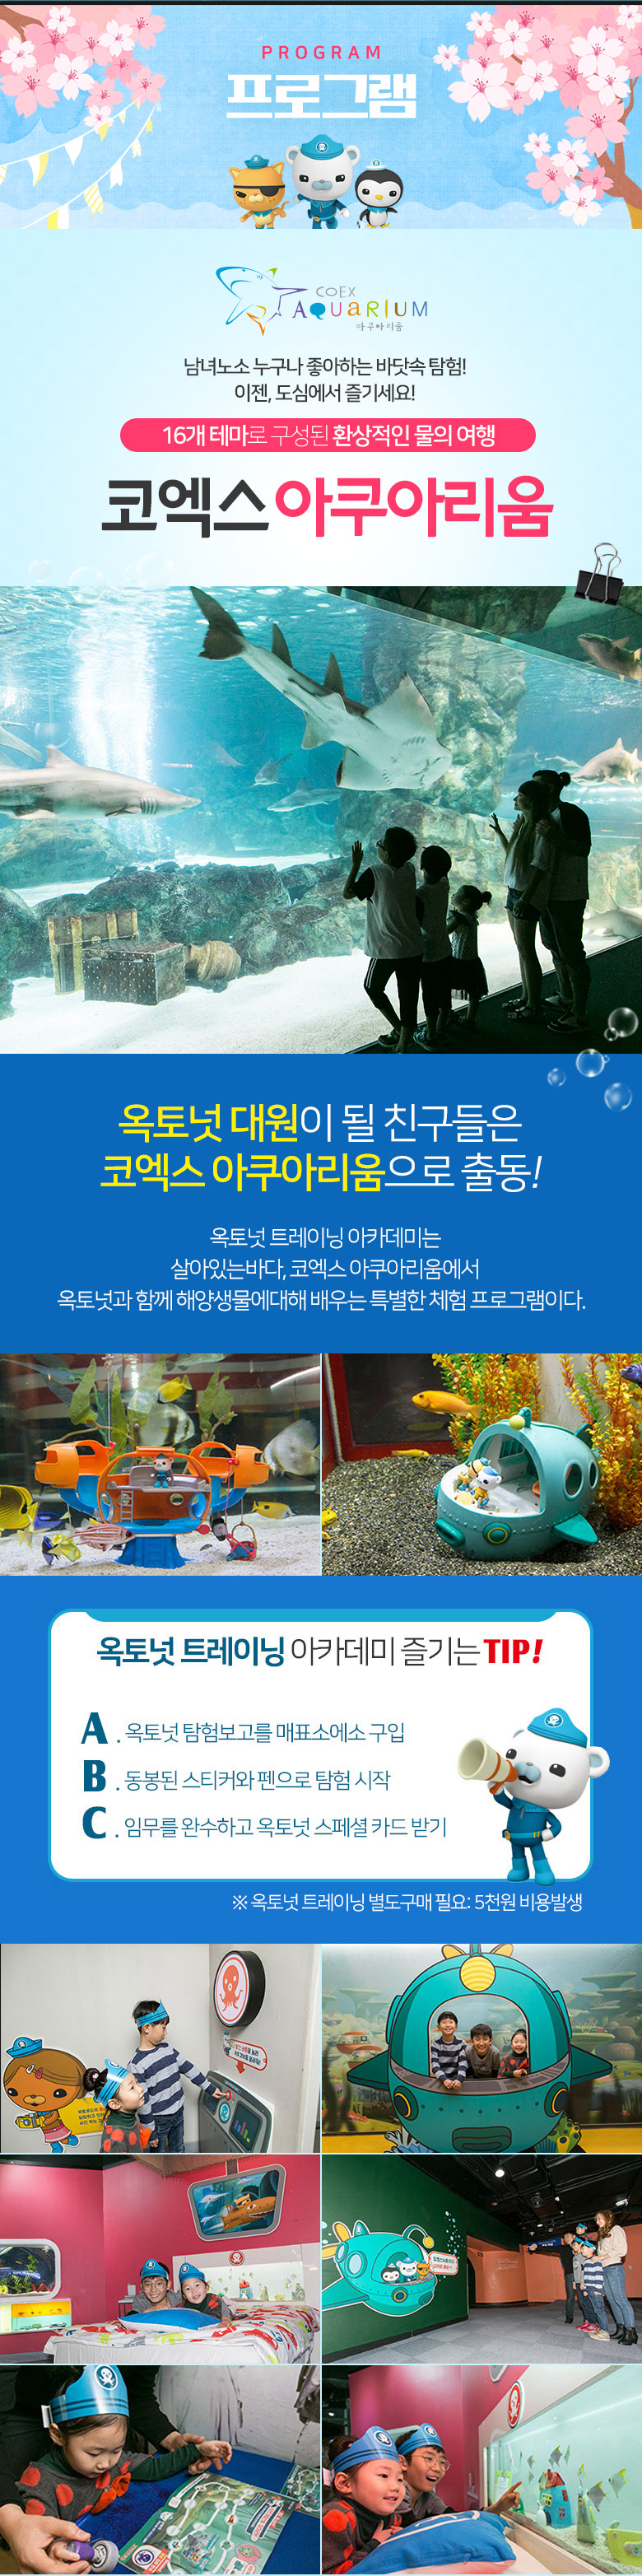 PROGRAM
프로그램
COEX
AQUARIUM
아쿠아리움
남녀노소 누구나 좋아하는 바닷속 탐험!
이젠, 도심에서 즐기세요!
16개 테마로 구성된 환상적인 물의 여행
코엑스 아쿠아리움
옥토넛 대원이 될 친구들은
코엑스 아쿠아리움으로 출동!
옥토넛 트레이닝 아카데미는
살아있는바다, 코엑스 아쿠아리움에서
옥토넛과 함께 해양생물에대해 배우는 특별한 체험 프로그램이다.
옥토넛 트레이닝 아카데미 즐기는 TIP!
A . 옥토넛 탐험보고를 매표소에소 구입
B . 동봉된 스티커와 펜으로 탐험 시작
C . 임무를 완수하고 옥토넛 스페셜 카드 받기
※ 옥토넛 트레이닝 별도구매 필요: 5천원 비용발생